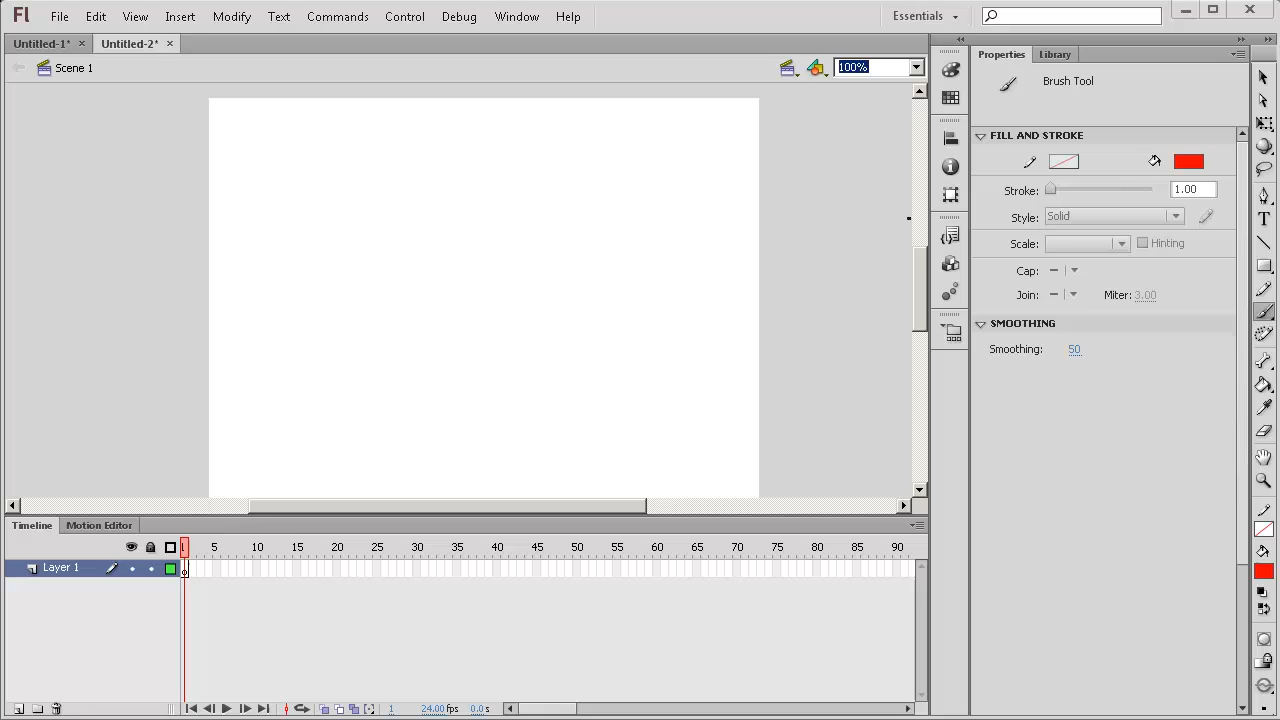 Fl File Edit View Insert Modify Text Commands Control Debug Window Help Essentials
Untitled-1* × Untitled-2* ×
Scene 1 100%
Properties Library
Brush Tool
FILL AND STROKE
Stroke: 1.00
Style: Solid
Scale: Hinting
Cap:
Join: Miter: 3.00
SMOOTHING
Smoothing: 50
Timeline Motion Editor
1 5 10 15 20 25 30 35 40 45 50 55 60 65 70 75 80 85 90
Layer 1
1 24.00 fps 0.0 s